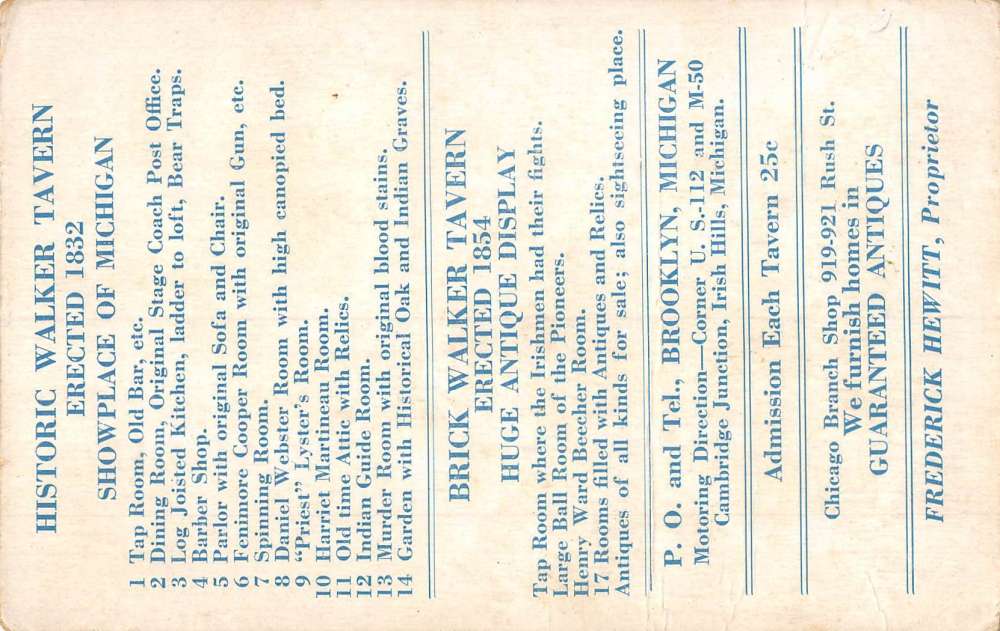 HISTORIC WALKER TAVERN
ERECTED 1832
SHOWPLACE OF MICHIGAN
1 Tap Room, Old Bar, etc.
2 Dining Room, Original Stage Coach Post Office.
3 Log Joisted Kitchen, ladder to loft, Bear Traps.
4 Barber Shop.
5 Parlor with original Sofa and Chair.
6 Fenimore Cooper Room with original Gun, etc.
7 Spinning Room.
8 Daniel Webster Room with high canopied bed.
9 “Priest” Lyster's Room.
10 Harriet Martineau Room.
11 Old time Attic with Relics.
12 Indian Guide Room.
13 Murder Room with original blood stains.
14 Garden with Historical Oak and Indian Graves.
BRICK WALKER TAVERN
ERECTED 1854
HUGE ANTIQUE DISPLAY
Tap Room where the Irishmen had their fights.
Large Ball Room of the Pioneers.
Henry Ward Beecher Room.
17 Rooms filled with Antiques and Relics.
Antiques of all kinds for sale; also sightseeing place.
P. O. and Tel., BROOKLYN, MICHIGAN
Motoring Direction—Corner U. S.-112 and M-50
Cambridge Junction, Irish Hills, Michigan.
Admission Each Tavern 25c
Chicago Branch Shop 919-921 Rush St.
We furnish homes in
GUARANTEED ANTIQUES
FREDERICK HEWITT, Proprietor